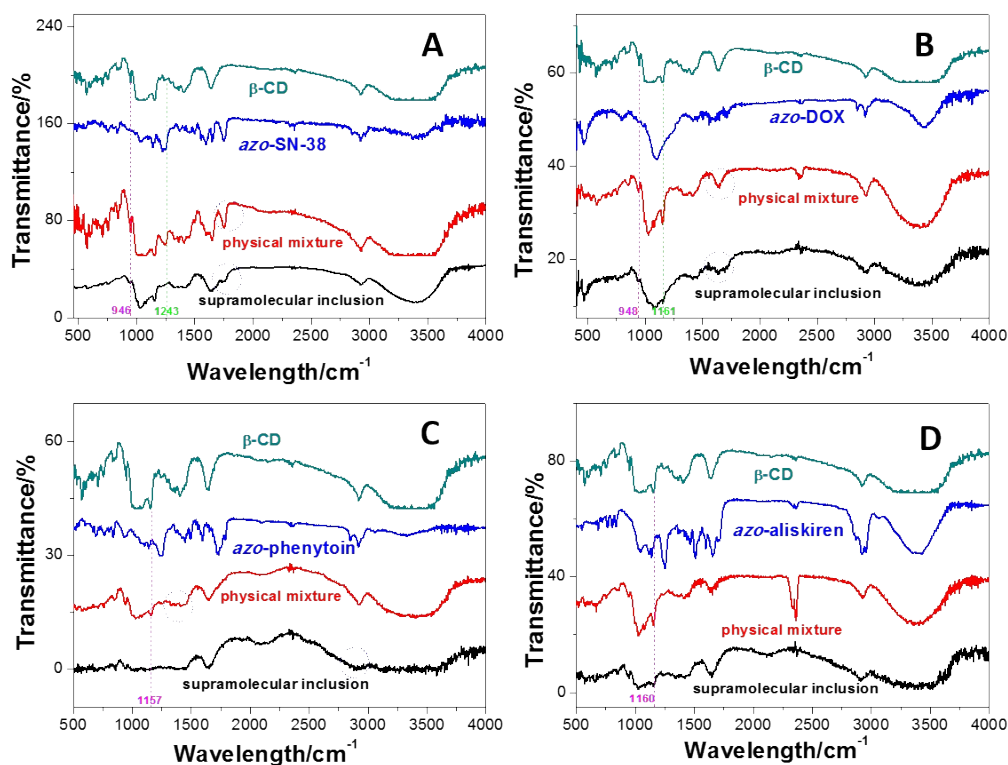 A
240
160
80
0
Transmittance/%
β-CD
azo-SN-38
physical mixture
supramolecular inclusion
946
1243
500 1000 1500 2000 2500 3000 3500 4000
Wavelength/cm-1
B
60
40
20
Transmittance/%
β-CD
azo-DOX
physical mixture
supramolecular inclusion
948
1161
500 1000 1500 2000 2500 3000 3500 4000
Wavelength/cm-1
C
60
30
0
Transmittance/%
β-CD
azo-phenytoin
physical mixture
supramolecular inclusion
1157
500 1000 1500 2000 2500 3000 3500 4000
Wavelength/cm-1
D
80
40
0
Transmittance/%
β-CD
azo-aliskiren
physical mixture
supramolecular inclusion
1160
500 1000 1500 2000 2500 3000 3500 4000
Wavelength/cm-1